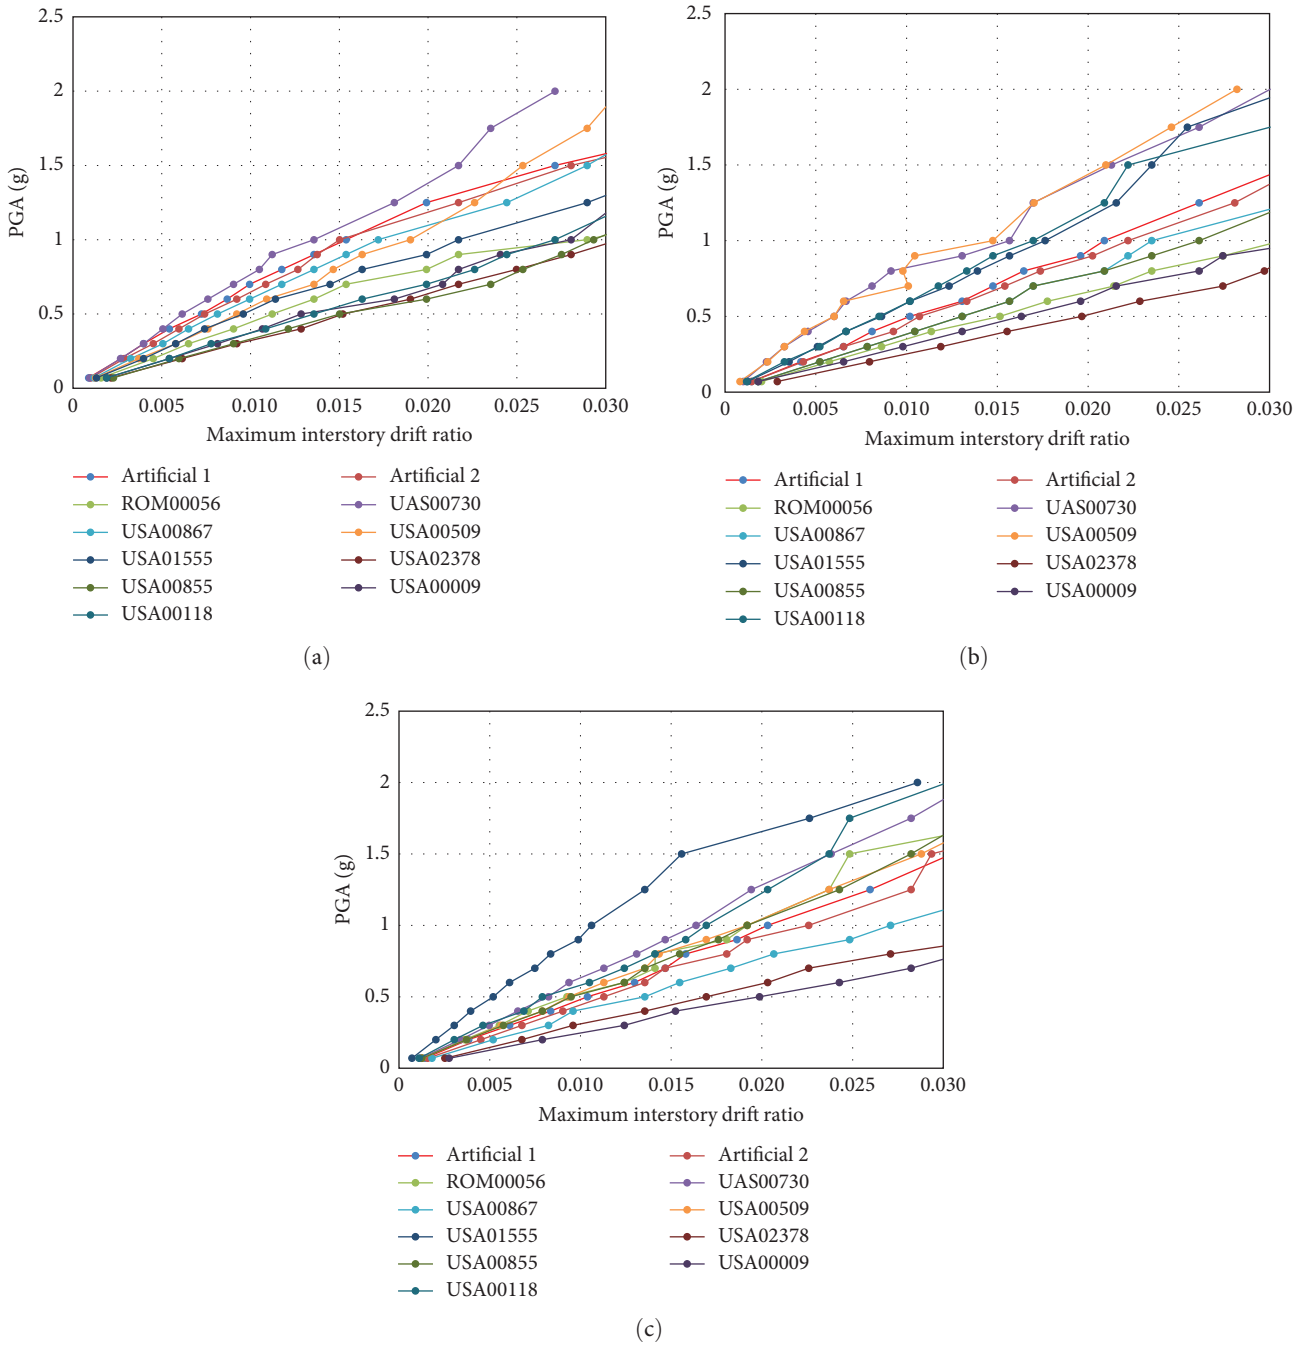 2.5
2
1.5
1
0.5
0
PGA (g)
0 0.005 0.010 0.015 0.020 0.025 0.030
Maximum interstory drift ratio
Artificial 1 Artificial 2
ROM00056 UAS00730
USA00867 USA00509
USA01555 USA02378
USA00855 USA00009
USA00118
(a)
2.5
2
1.5
1
0.5
0
PGA (g)
0.005 0.010 0.015 0.020 0.025 0.030
Maximum interstory drift ratio
Artificial 1 Artificial 2
ROM00056 UAS00730
USA00867 USA00509
USA01555 USA02378
USA00855 USA00009
USA00118
(b)
2.5
2
1.5
1
0.5
0
PGA (g)
0 0.005 0.010 0.015 0.020 0.025 0.030
Maximum interstory drift ratio
Artificial 1 Artificial 2
ROM00056 UAS00730
USA00867 USA00509
USA01555 USA02378
USA00855 USA00009
USA00118
(c)